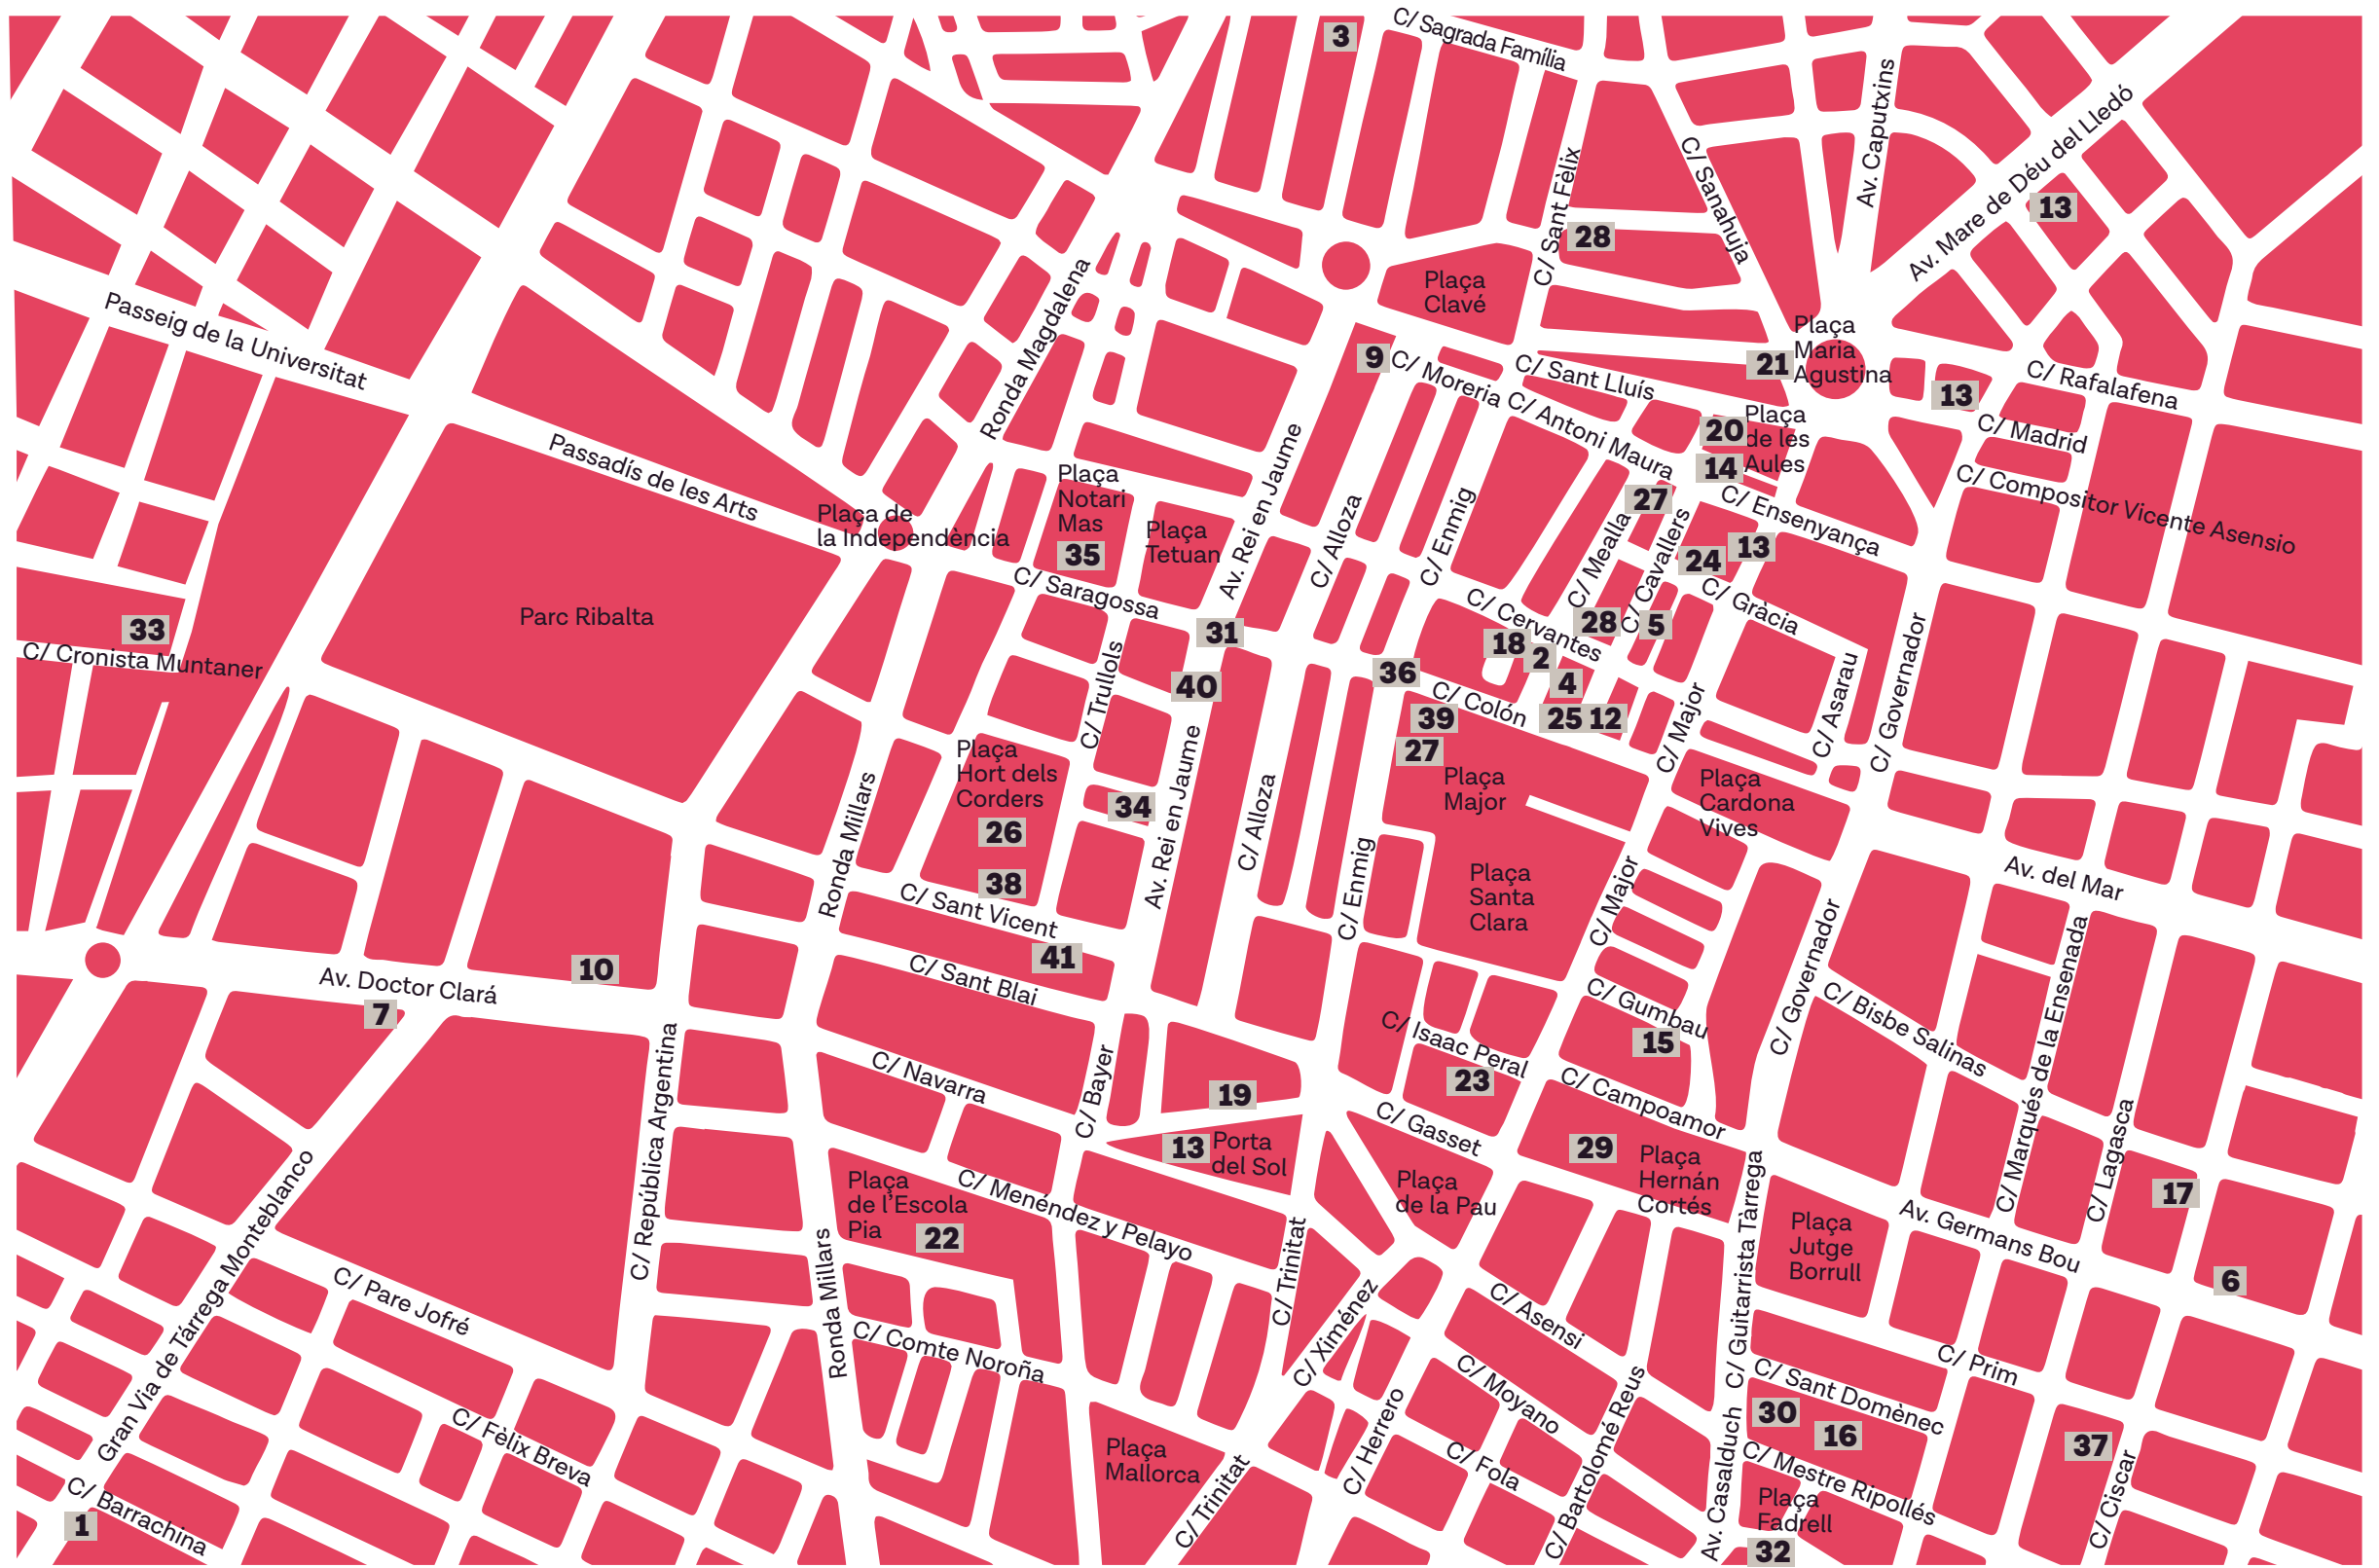 3
C/ Sagrada Família
Av. Caputxins
C/ Sanahuja
C/ Sant Fèlix
Av. Mare de Déu del Lledó
13
28
Plaça
Clavé
Ronda Magdalena
Passeig de la Universitat
Plaça
Maria
Agustina
21
9
C/ Moreria
C/ Sant Lluís
13
C/ Rafalafena
C/ Antoni Maura
20
Plaça
de les
Aules
14
C/ Madrid
Passadís de les Arts
Plaça
Notari
Mas
35
Plaça
Tetuan
Av. Rei en Jaume
C/ Alloza
C/ Enmig
27
C/ Ensenyança
C/ Compositor Vicente Asensio
Plaça de
la Independència
C/ Mealla
C/ Cavallers
24
13
C/ Saragossa
C/ Gràcia
Parc Ribalta
33
C/ Cronista Muntaner
31
C/ Cervantes
28
5
18
2
4
36
40
C/ Colón
39
25
12
27
C/ Trullols
C/ Major
C/ Asarau
C/ Governador
Plaça
Hort dels
Corders
26
38
34
Plaça
Major
Plaça
Cardona
Vives
Ronda Millars
Av. Rei en Jaume
C/ Alloza
C/ Enmig
Plaça
Santa
Clara
C/ Major
Av. del Mar
C/ Sant Vicent
41
C/ Sant Blai
10
Av. Doctor Clará
7
C/ Governador
C/ Gumbau
15
C/ Bisbe Salinas
C/ Marqués de la Ensenada
C/ Isaac Peral
23
C/ República Argentina
C/ Navarra
C/ Bayer
19
C/ Campoamor
C/ Gasset
13
Porta
del Sol
29
Plaça
Hernán
Cortés
C/ Lagasca
17
Plaça
de l’Escola
Pia
22
C/ Menéndez y Pelayo
Plaça
de la Pau
C/ Guitarrista Tàrrega
Plaça
Jutge
Borrull
Av. Germans Bou
6
Gran Via de Tárrega Monteblanco
C/ Pare Jofré
Ronda Millars
C/ Comte Noroña
C/ Trinitat
C/ Ximénez
C/ Asensi
C/ Prim
C/ Moyano
C/ Sant Domènec
30
16
C/ Fèlix Breva
Plaça
Mallorca
C/ Herrero
C/ Fola
C/ Bartolomé Reus
Av. Casalduch
C/ Mestre Ripollés
37
C/ Ciscar
C/ Barrachina
1
C/ Trinitat
Plaça
Fadrell
32